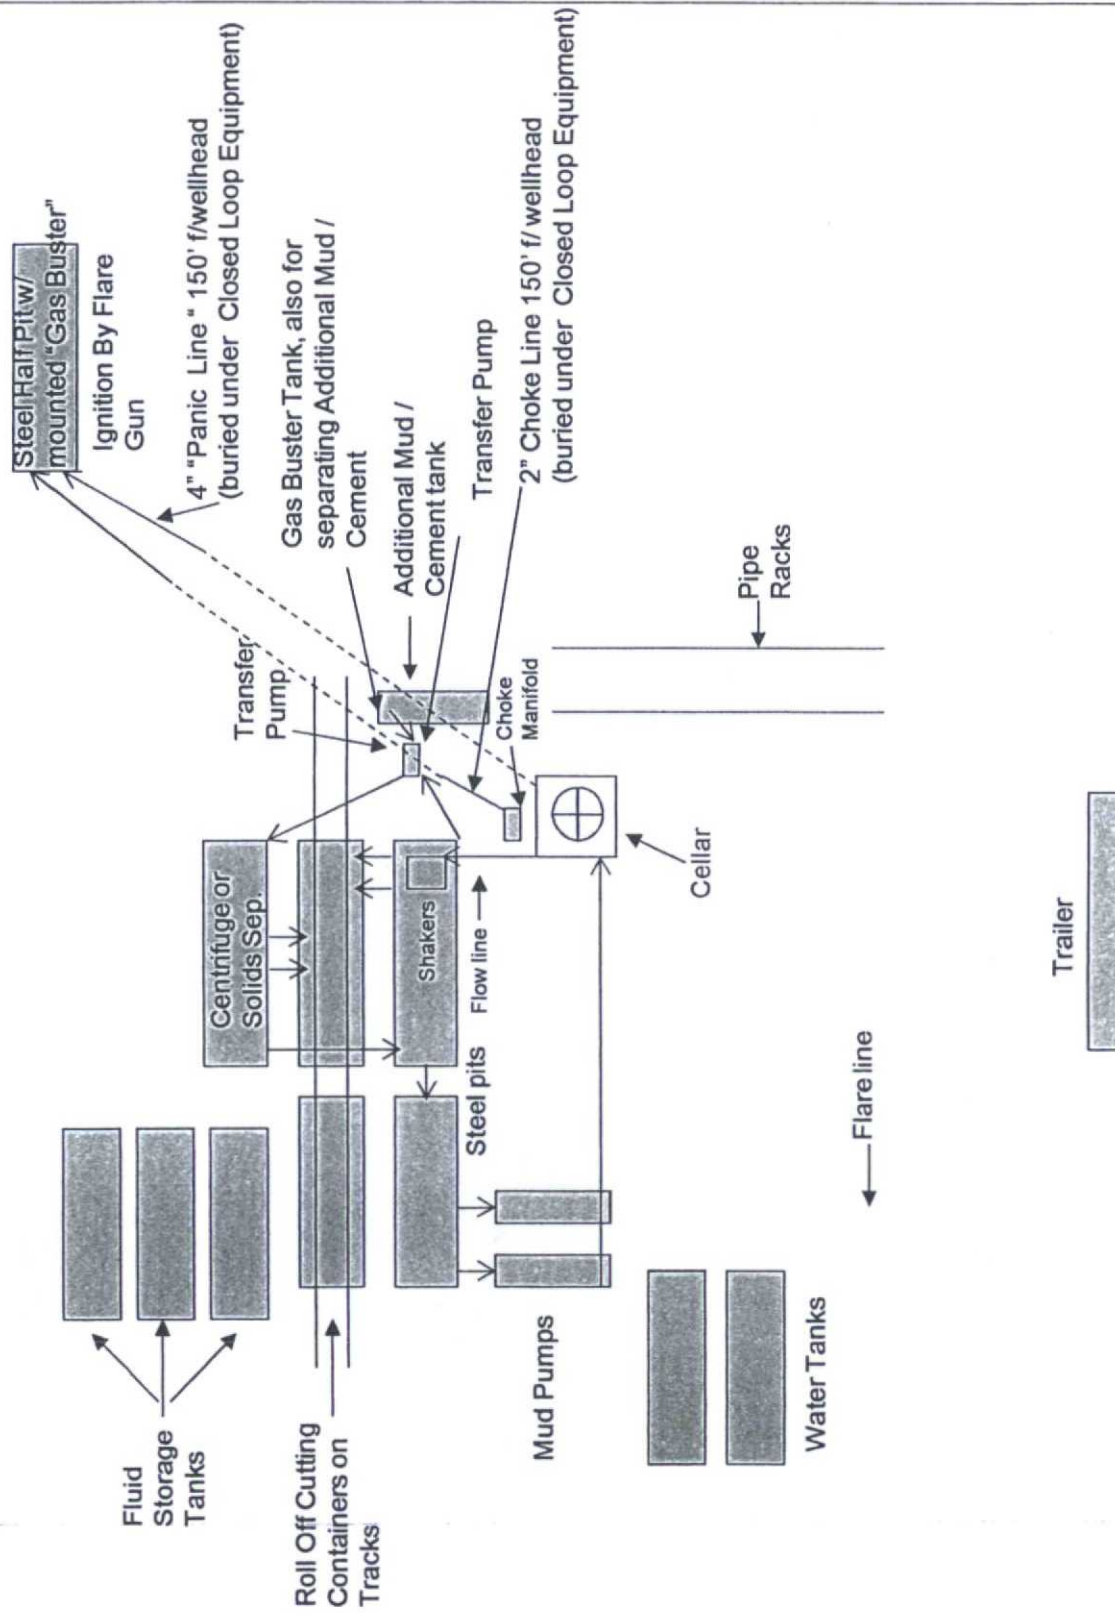 Steel Half Pit w/
mounted "Gas Buster"
Ignition By Flare
Gun
4" "Panic Line " 150' f/wellhead
(buried under Closed Loop Equipment)
Gas Buster Tank, also for
separating Additional Mud /
Cement
Additional Mud /
Cement tank
Transfer Pump
2" Choke Line 150' f/ wellhead
(buried under Closed Loop Equipment)
Transfer
Pump
Choke
Manifold
Pipe
Racks
Centrifuge or
Solids Sep.
Shakers
Flow line
Steel pits
Cellar
Fluid
Storage
Tanks
Roll Off Cutting
Containers on
Tracks
Mud Pumps
Water Tanks
Flare line
Trailer